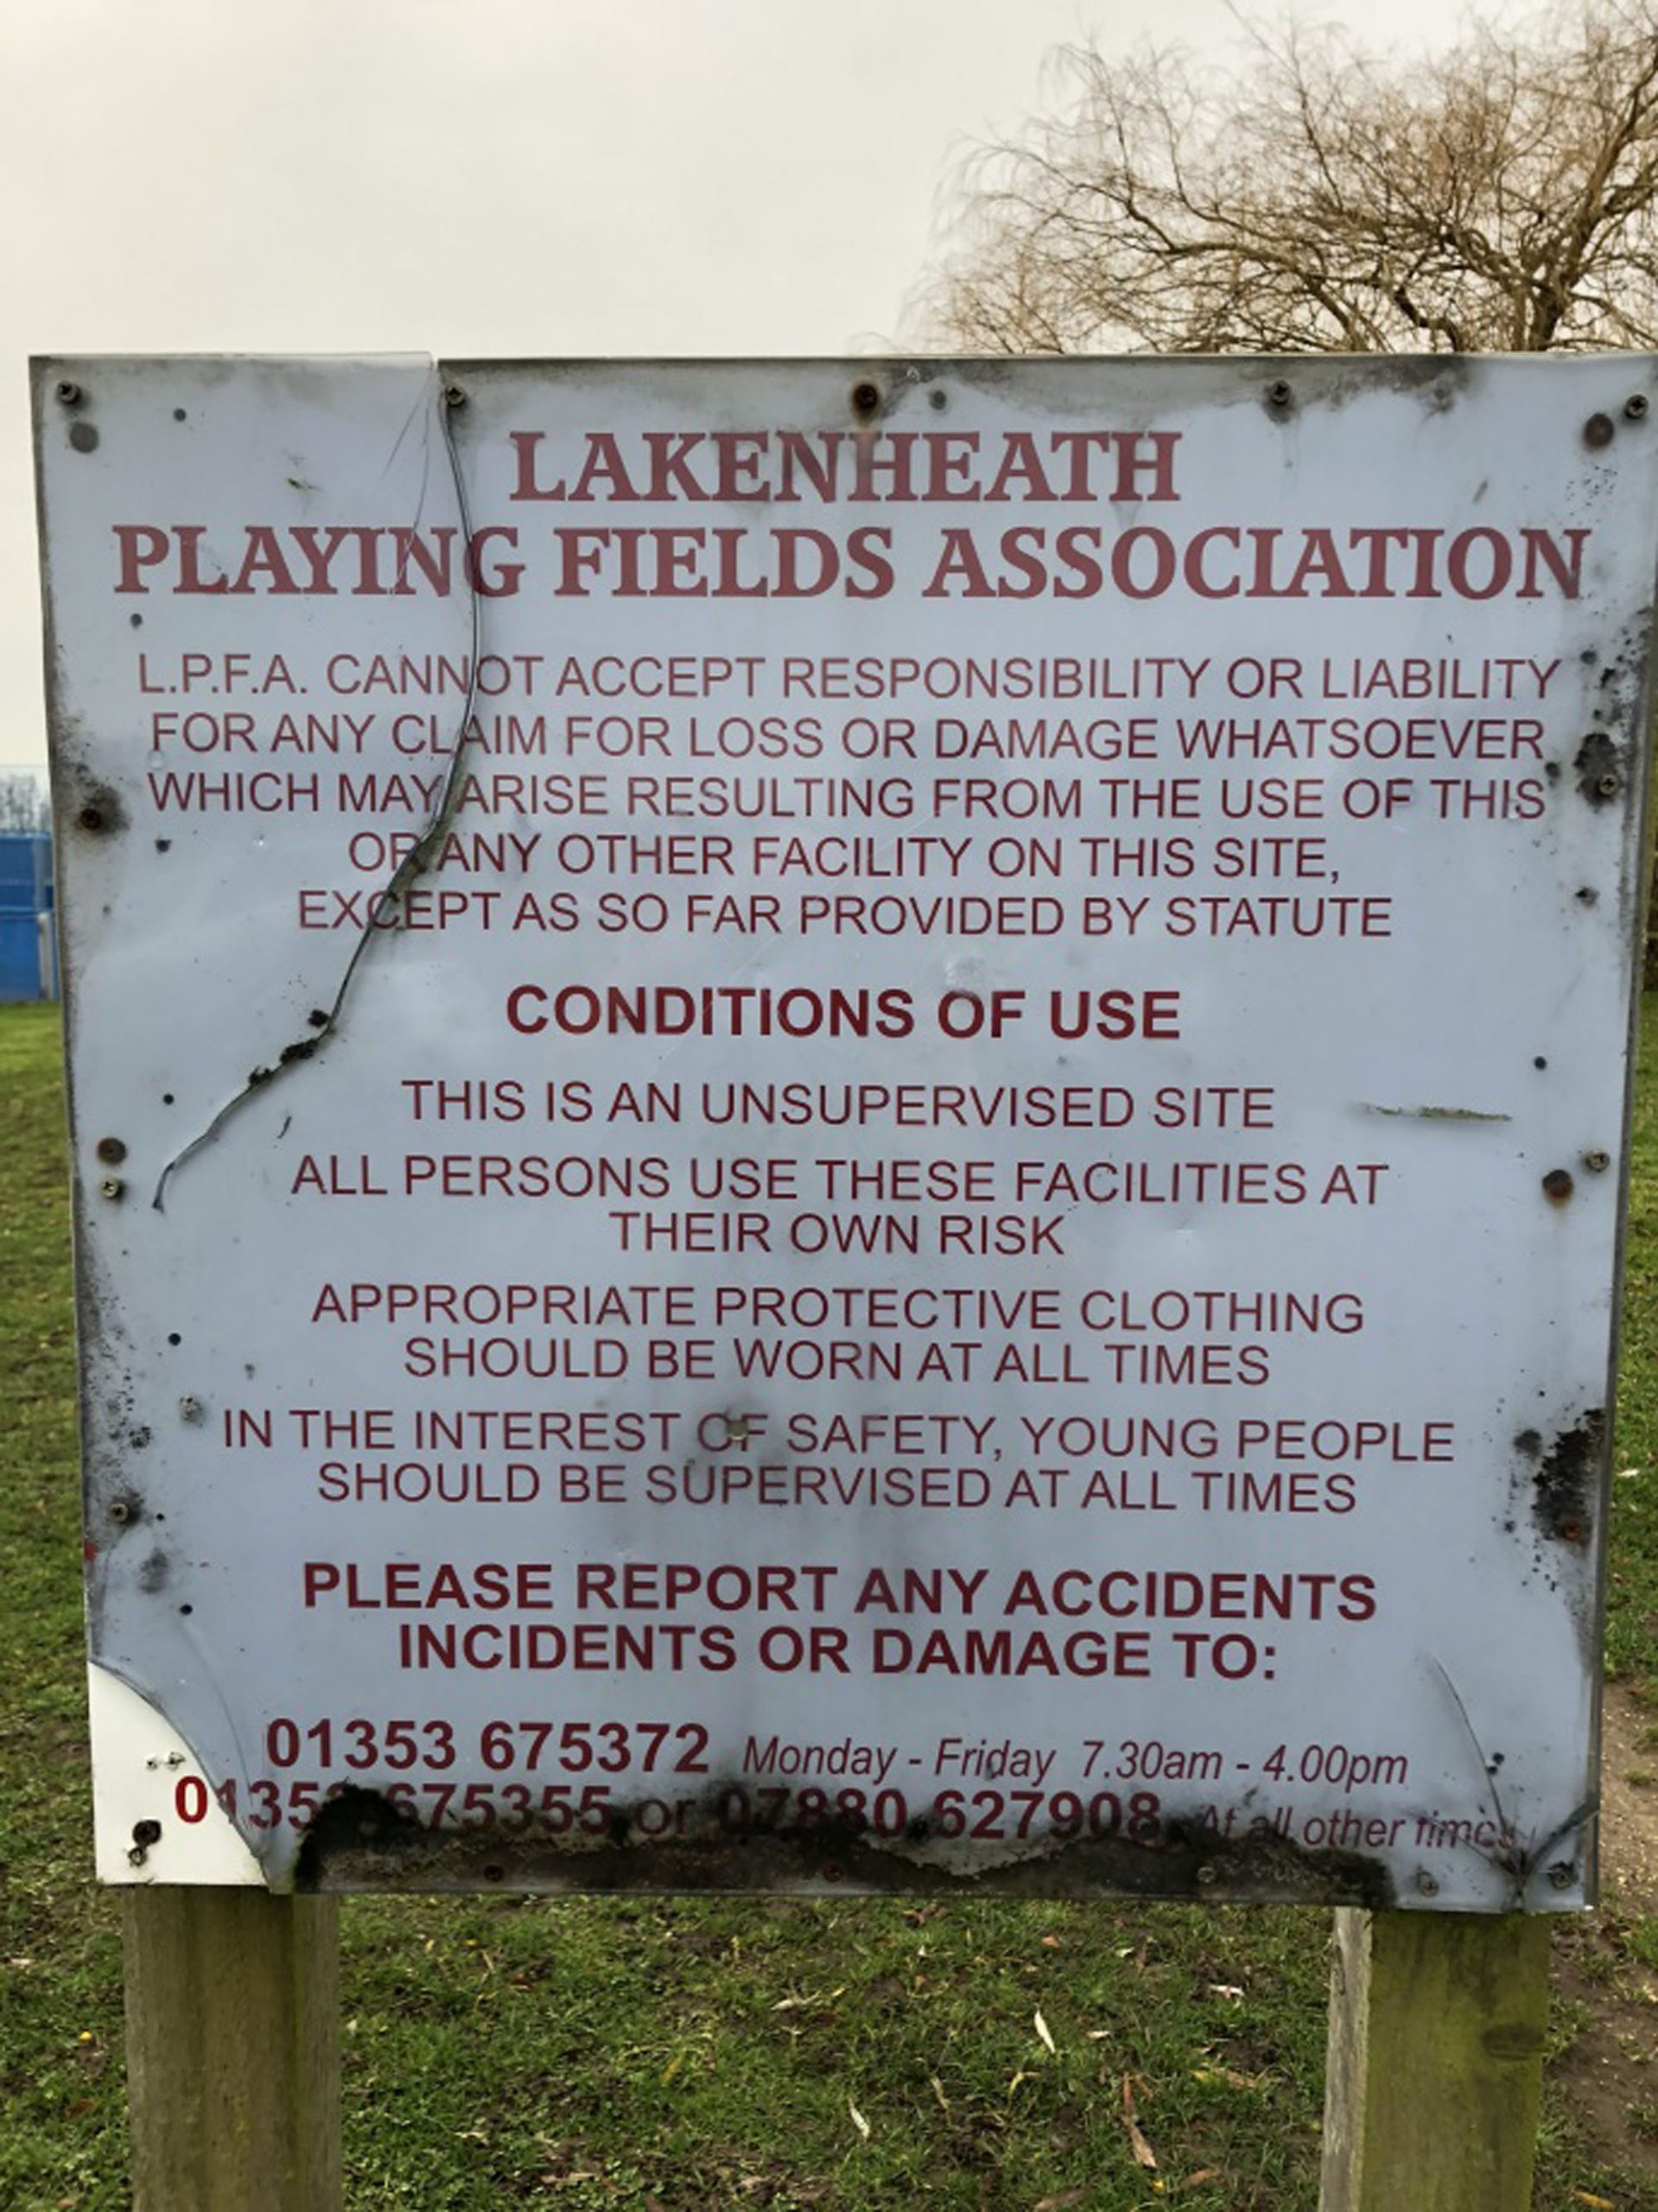 LAKENHEATH
PLAYING FIELDS ASSOCIATION
L.P.F.A. CANNOT ACCEPT RESPONSIBILITY OR LIABILITY
FOR ANY CLAIM FOR LOSS OR DAMAGE WHATSOEVER
WHICH MAY ARISE RESULTING FROM THE USE OF THIS
OR ANY OTHER FACILITY ON THIS SITE,
EXCEPT AS SO FAR PROVIDED BY STATUTE
CONDITIONS OF USE
THIS IS AN UNSUPERVISED SITE
ALL PERSONS USE THESE FACILITIES AT
THEIR OWN RISK
APPROPRIATE PROTECTIVE CLOTHING
SHOULD BE WORN AT ALL TIMES
IN THE INTEREST OF SAFETY, YOUNG PEOPLE
SHOULD BE SUPERVISED AT ALL TIMES
PLEASE REPORT ANY ACCIDENTS
INCIDENTS OR DAMAGE TO:
01353 675372 Monday - Friday 7.30am - 4.00pm
01353 675355 or 07880 627908 At all other times